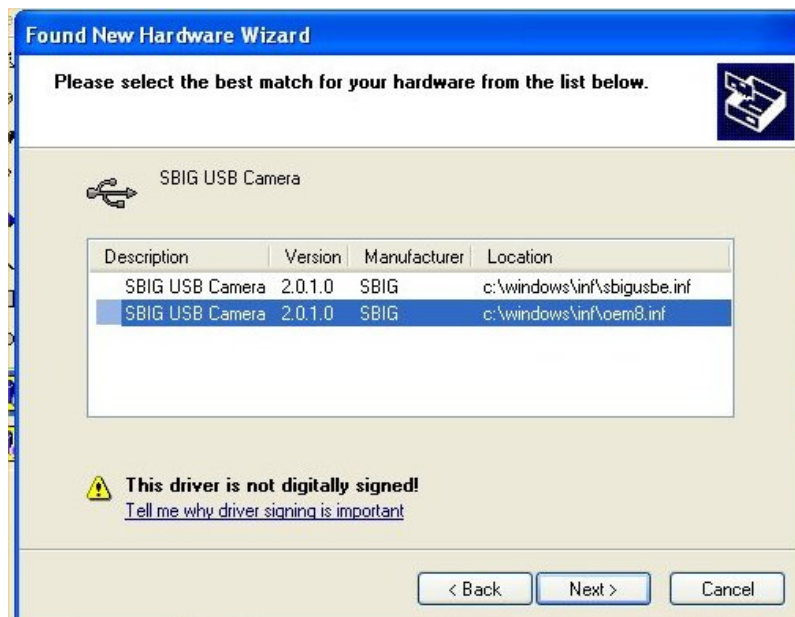 Found New Hardware Wizard
Please select the best match for your hardware from the list below.
SBIG USB Camera
Description Version Manufacturer Location
SBIG USB Camera 2.0.1.0 SBIG c:\windows\inf\sbigusbe.inf
SBIG USB Camera 2.0.1.0 SBIG c:\windows\inf\oem8.inf
This driver is not digitally signed!
Tell me why driver signing is important
< Back Next > Cancel